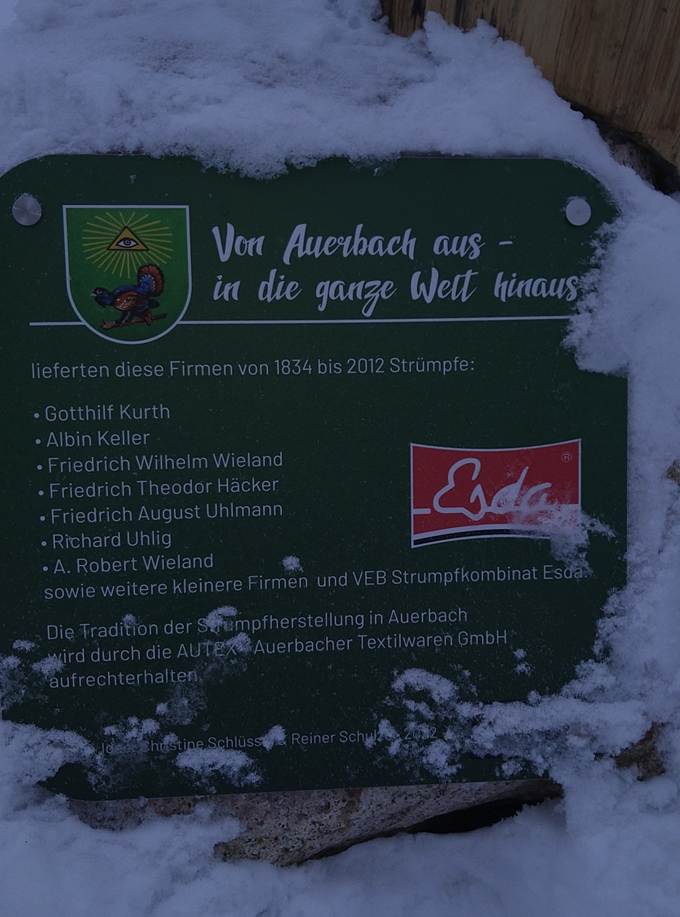 Von Auerbach aus -
in die ganze Welt hinaus
lieferten diese Firmen von 1834 bis 2012 Strümpfe:
• Gotthilf Kurth
• Albin Keller
• Friedrich Wilhelm Wieland
• Friedrich Theodor Häcker
• Friedrich August Uhlmann
• Richard Uhlig
• A. Robert Wieland
Esda ®
sowie weitere kleinere Firmen und VEB Strumpfkombinat Esda.
Die Tradition der Strumpfherstellung in Auerbach
wird durch die AUTEX® Auerbacher Textilwaren GmbH
aufrechterhalten.
Christine Reiner